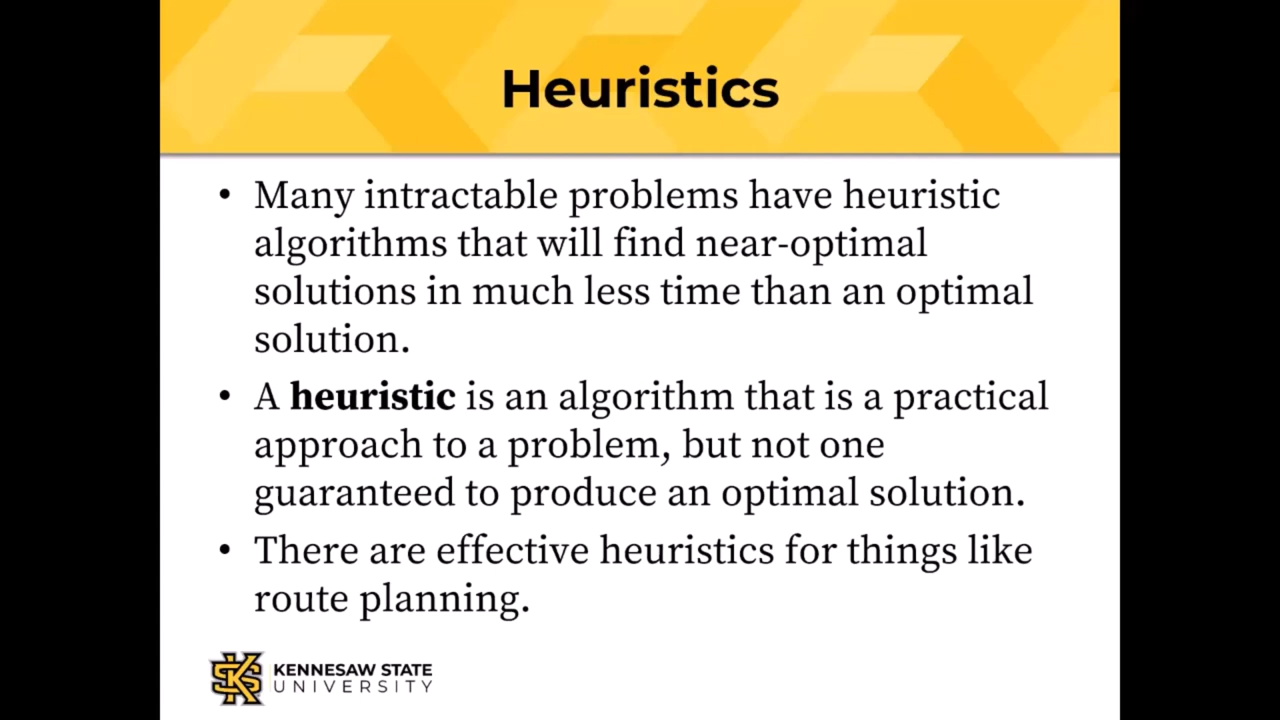 Heuristics
• Many intractable problems have heuristic
algorithms that will find near-optimal
solutions in much less time than an optimal
solution.
• A heuristic is an algorithm that is a practical
approach to a problem, but not one
guaranteed to produce an optimal solution.
• There are effective heuristics for things like
route planning.
KENNESAW STATE
UNIVERSITY